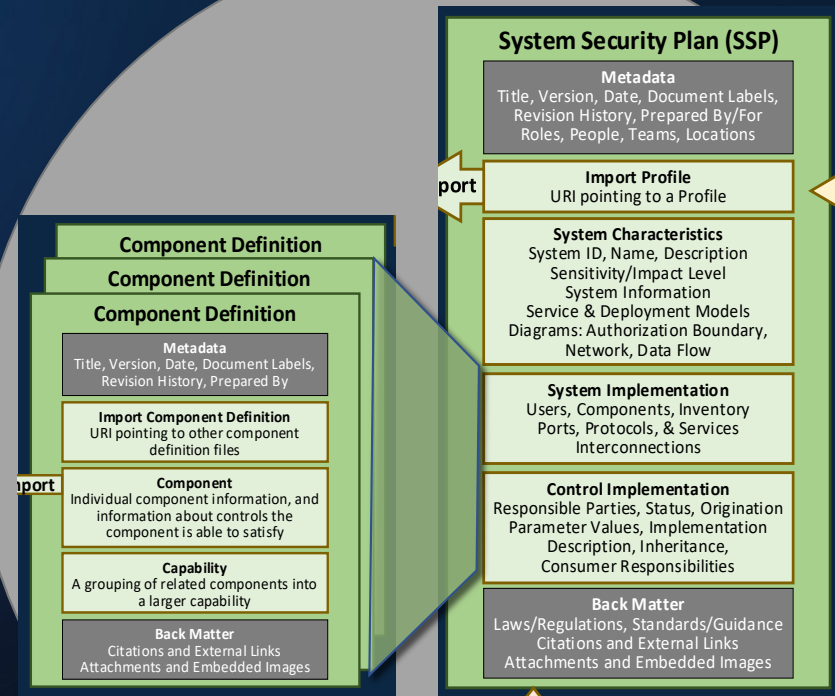 System Security Plan (SSP)
Metadata
Title, Version, Date, Document Labels,
Revision History, Prepared By/For
Roles, People, Teams, Locations
port
Import Profile
URI pointing to a Profile
System Characteristics
System ID, Name, Description
Sensitivity/Impact Level
System Information
Service & Deployment Models
Diagrams: Authorization Boundary,
Network, Data Flow
System Implementation
Users, Components, Inventory
Ports, Protocols, & Services
Interconnections
Control Implementation
Responsible Parties, Status, Origination
Parameter Values, Implementation
Description, Inheritance,
Consumer Responsibilities
Back Matter
Laws/Regulations, Standards/Guidance
Citations and External Links
Attachments and Embedded Images
Component Definition
Component Definition
Component Definition
Metadata
Title, Version, Date, Document Labels,
Revision History, Prepared By
Import Component Definition
URI pointing to other component
definition files
nport
Component
Individual component information, and
information about controls the
component is able to satisfy
Capability
A grouping of related components into
a larger capability
Back Matter
Citations and External Links
Attachments and Embedded Images